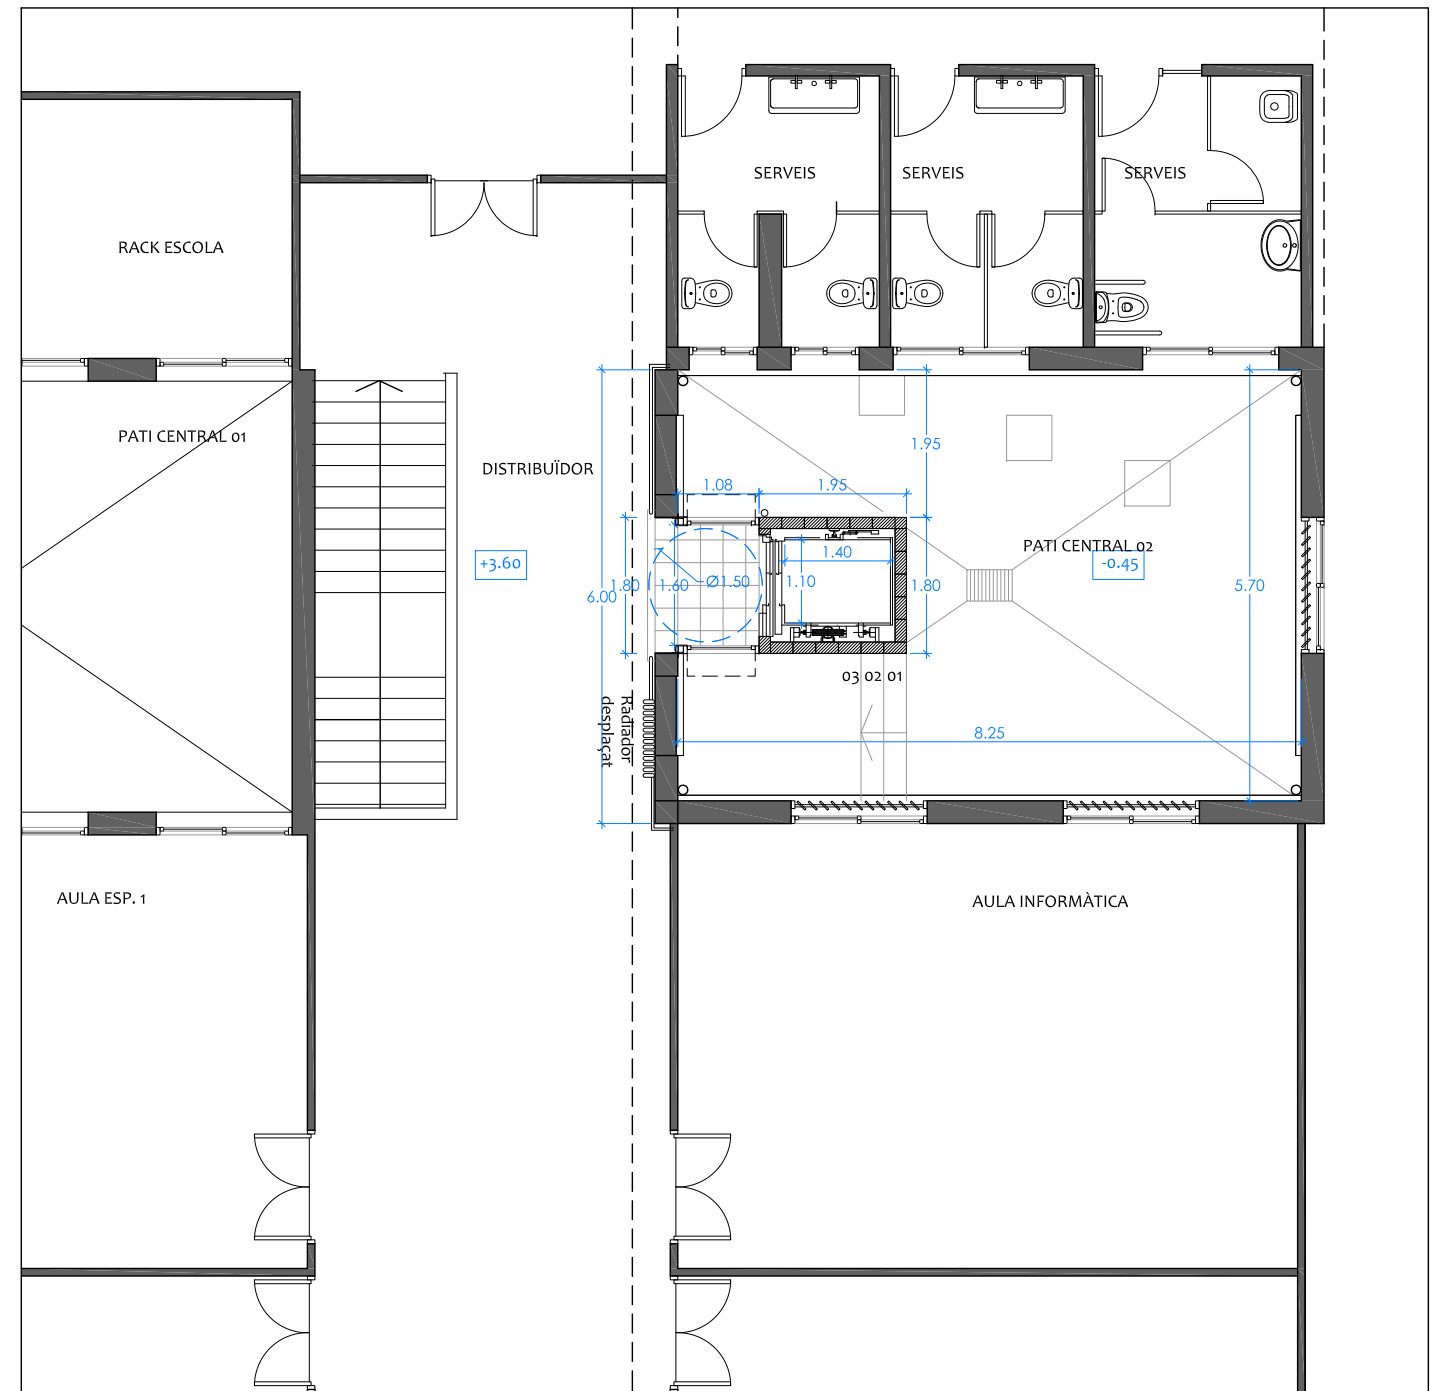 SERVEIS
SERVEIS
SERVEIS
RACK ESCOLA
PATI CENTRAL 01
1.95
DISTRIBUÏDOR
1.08
1.95
PATI CENTRAL 02
1.40
+3.60
-0.45
Ø1.50
1.10
1.80
1.60
1.80
5.70
6.00
03 02 01
Radiador
desplaçat
8.25
AULA ESP. 1
AULA INFORMÀTICA